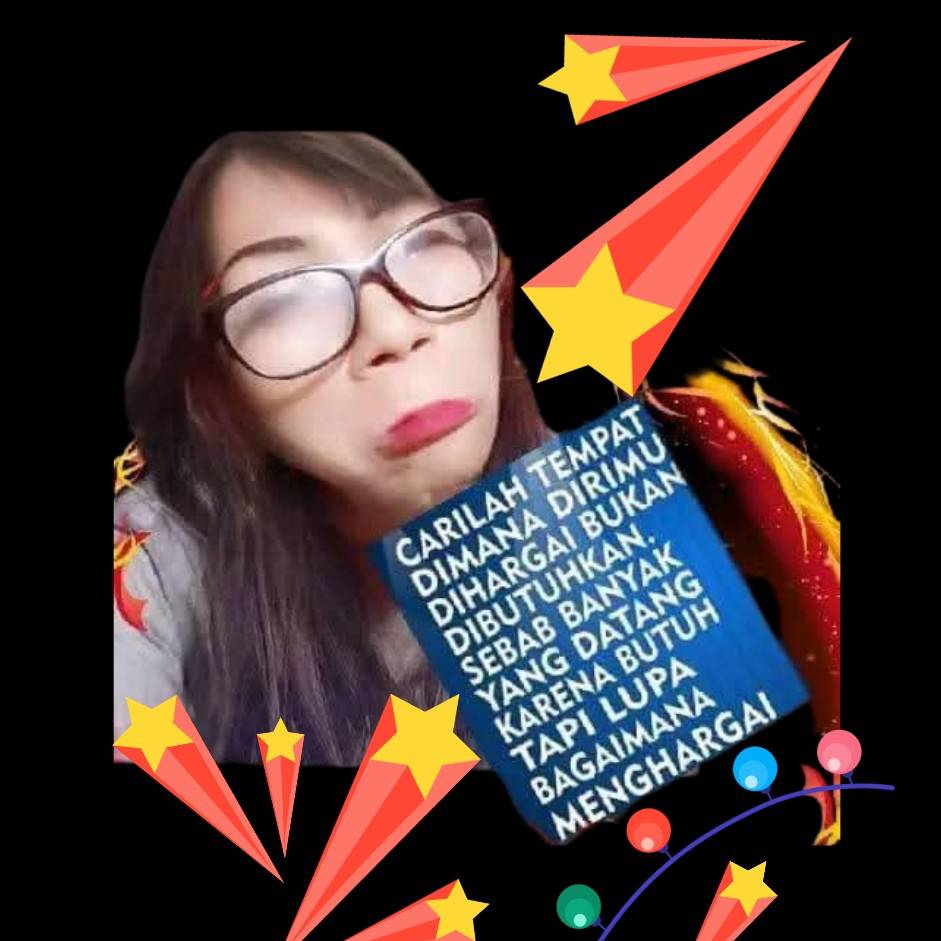 CARILAH TEMPAT
DIMANA DIRIMU
DIHARGAI BUKAN
DIBUTUHKAN.
SEBAB BANYAK
YANG DATANG
KARENA BUTUH
TAPI LUPA
BAGAIMANA
MENGHARGAI